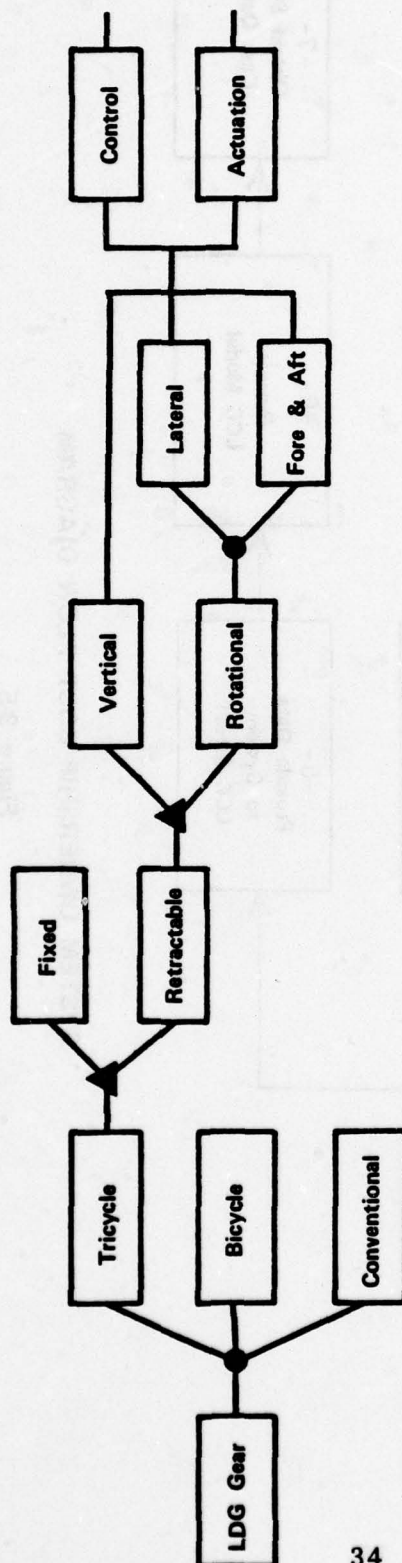 LDG Gear
Tricycle
Bicycle
Conventional
Fixed
Retractable
Vertical
Rotational
Lateral
Fore & Aft
Control
Actuation
34